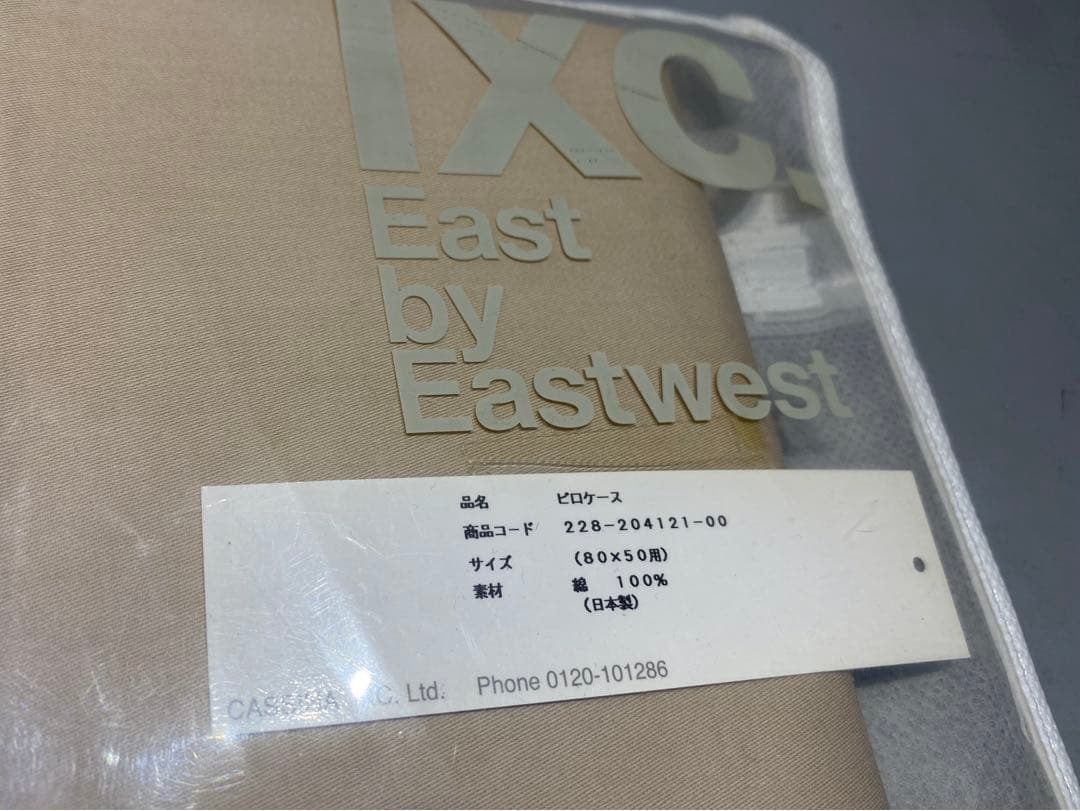 IXC.
East
by
Eastwest
品名 ピロケース
商品コード 228-204121-00
サイズ (80×50用)
素材 綿 100%
(日本製)
C. Ltd. Phone 0120-101286